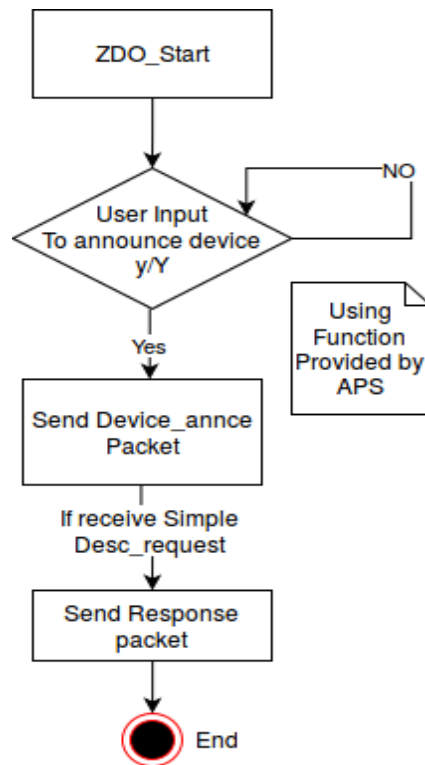 ZDO_Start
NO
User Input
To announce device
y/Y
Using
Function
Provided by
APS
Yes
Send Device_annce
Packet
If receive Simple
Desc_request
Send Response
packet
End